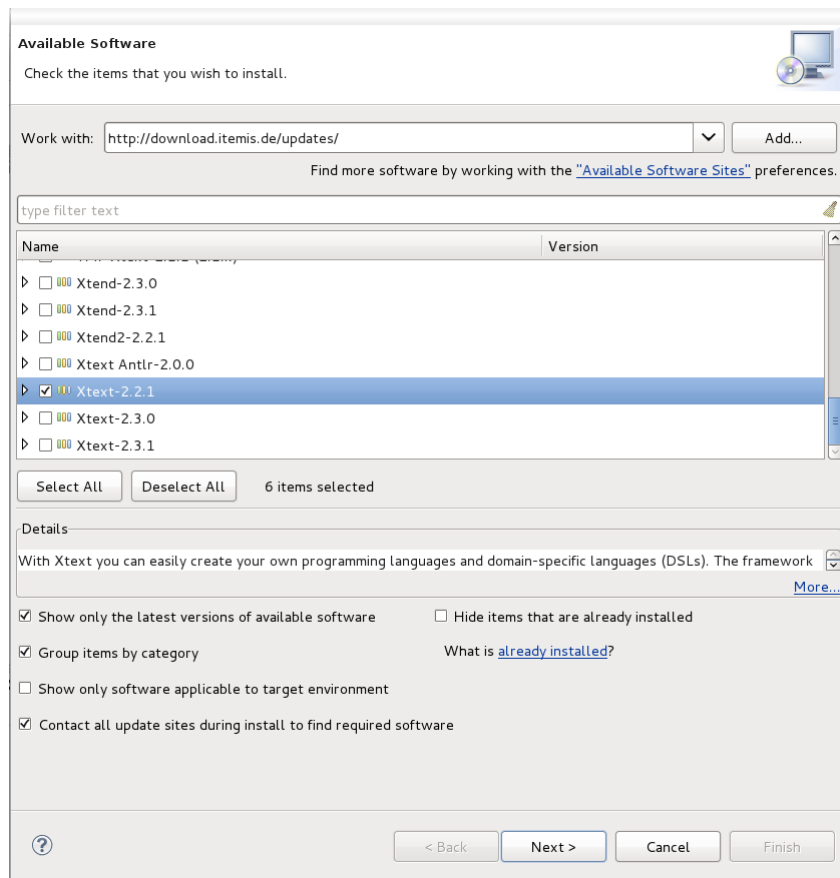 Available Software
Check the items that you wish to install.
Work with: http://download.itemis.de/updates/ Add...
Find more software by working with the "Available Software Sites" preferences.
type filter text
Name Version
Xtend-2.3.0
Xtend-2.3.1
Xtend2-2.2.1
Xtext Antlr-2.0.0
Xtext-2.2.1
Xtext-2.3.0
Xtext-2.3.1
Select All Deselect All 6 items selected
Details
With Xtext you can easily create your own programming languages and domain-specific languages (DSLs). The framework
More...
Show only the latest versions of available software Hide items that are already installed
Group items by category What is already installed?
Show only software applicable to target environment
Contact all update sites during install to find required software
? < Back Next > Cancel Finish